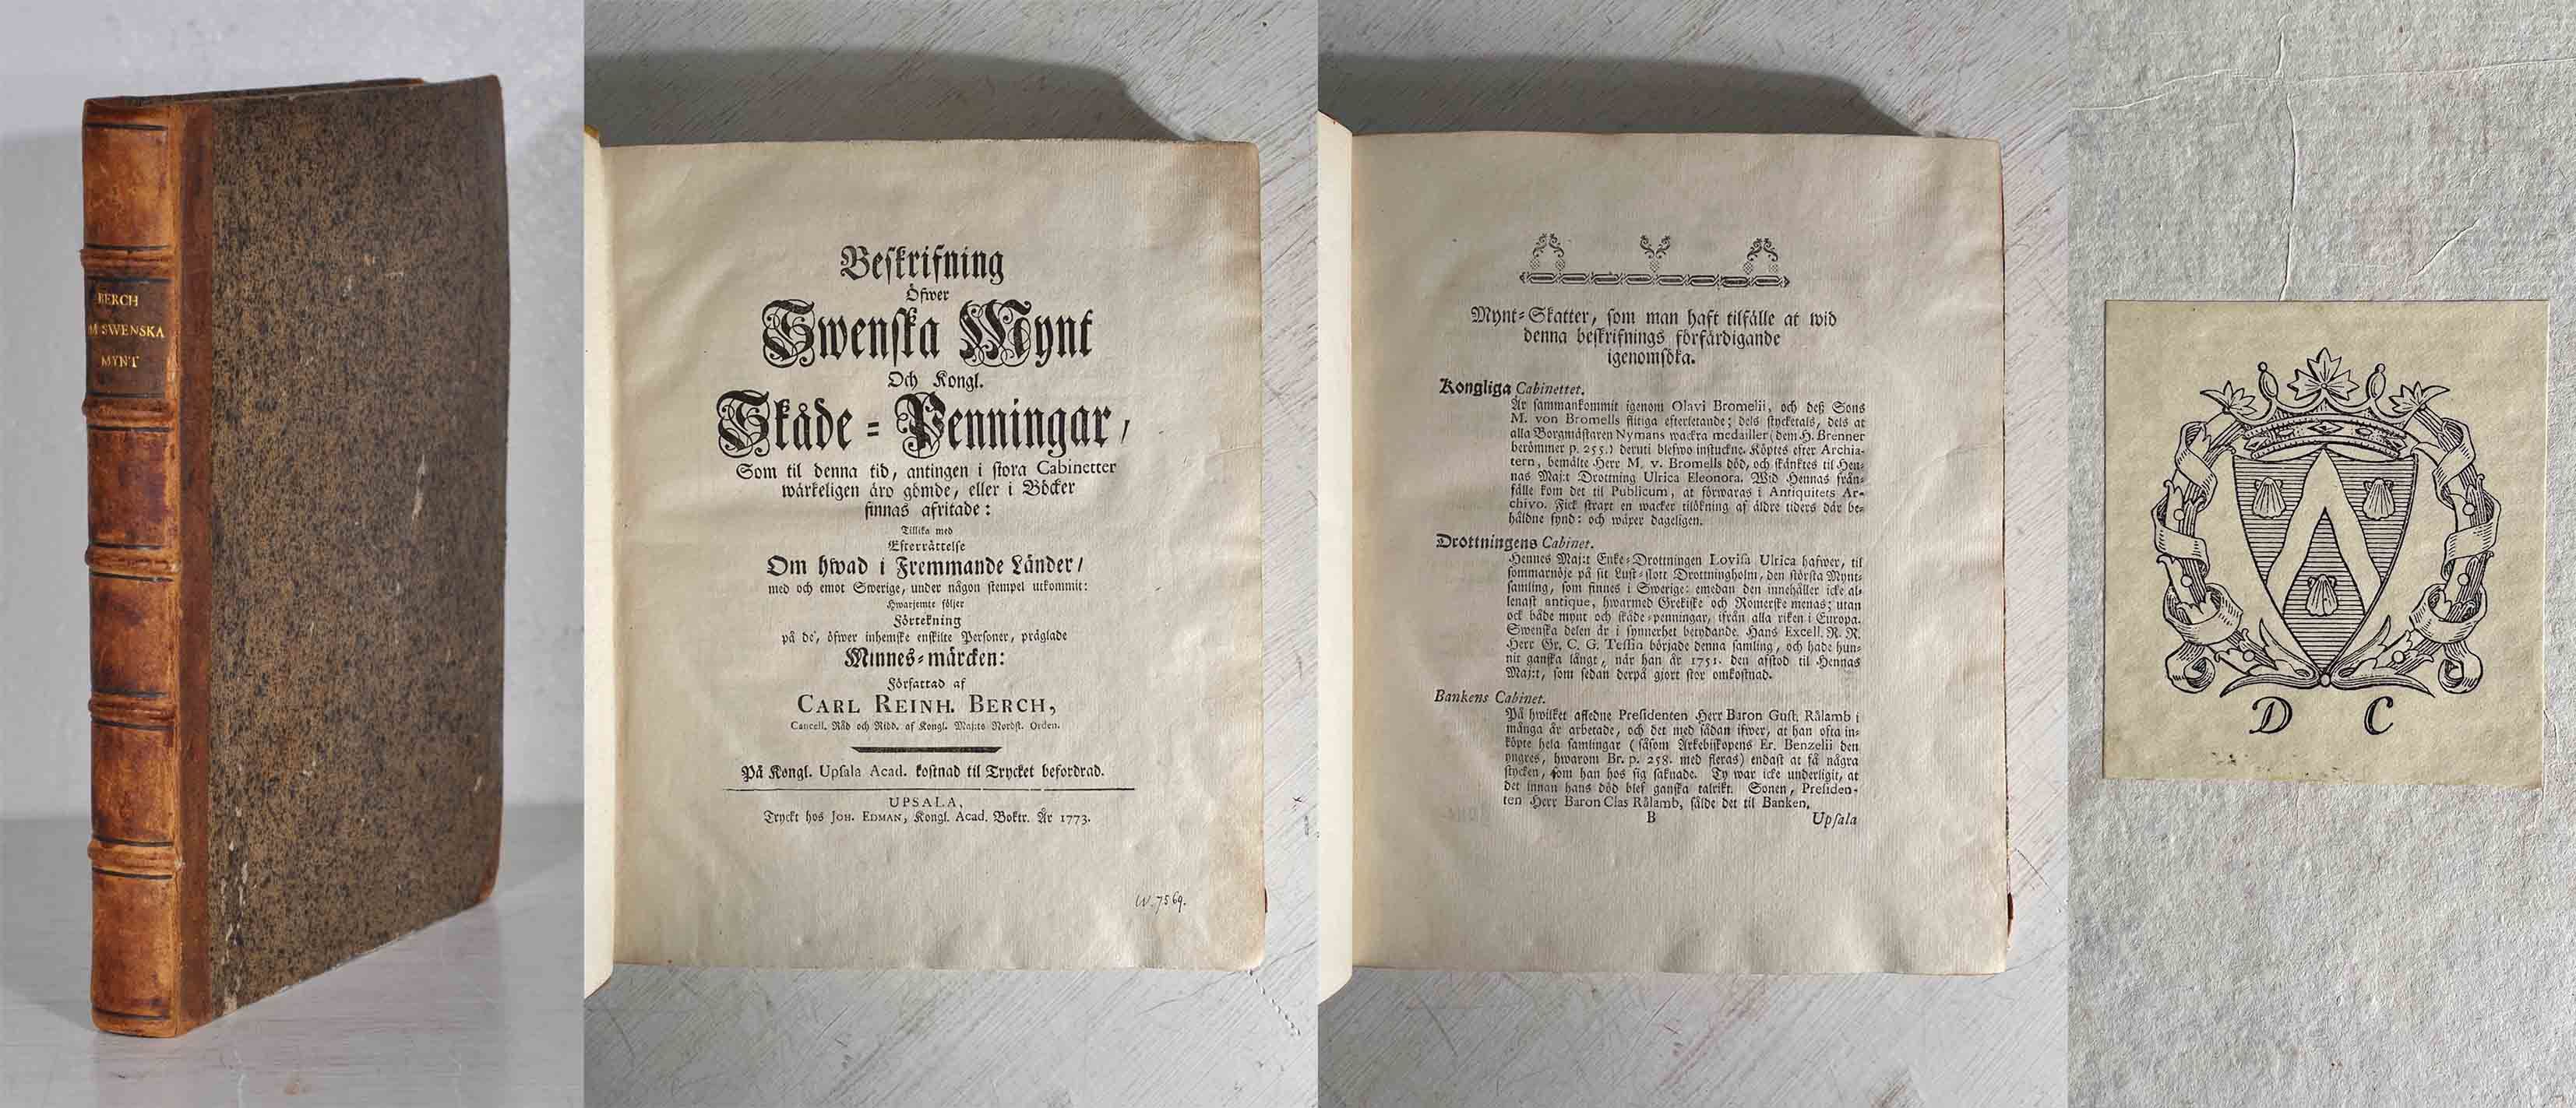 BERCH
M SWENSKA
MYNT
Beskrifning
Öfwer
Swenska Mynt
Och Kongl.
Skåde=Penningar,
Som til denna tid, antingen i stora Cabinetter
wärkeligen äro gömde, eller i Böcker
finnas afritade:
Tillika med
Efterrättelse
Om hwad i Fremmande Länder,
med och emot Swerige, under någon stempel utkommit:
Hwarjemte följer
Förtekning
på de, öfwer inhemske enskilte Personer, präglade
Minnes=märcken:
Författad af
CARL REINH. BERCH,
Cancell. Råd och Ridd. af Kongl. Maj:ts Nordst. Orden.
På Kongl. Upsala Acad. kostnad til Trycket befordrad.
UPSALA,
Tryckt hos JOH. EDMAN, Kongl. Acad. Boktr. År 1773.
W. 7569.
Mynt=Skatter, som man haft tilfälle at wid
denna beskrifnings förfärdigande
igenomsöka.
Kongliga Cabinettet.
Är sammankommit igenom Olavi Bromelii, och deß Sons
M. von Bromells flitiga efterletande; dels stycketals, dels at
alla Borgmästaren Nymans wackra medailler (dem H. Brenner
berömmer p. 255.) deruti blefwo instuckne. Köptes efter Archia-
tern, bemälte Herr M. v. Bromells död, och skänktes til Hen-
nas Maj:t Drottning Ulrica Eleonora. Wid Hennas från-
fälle kom det til Publicum, at förwaras i Antiquitets Ar-
chivo. Fick strart en wacker tilökning af äldre tiders där be-
håldne fynd: och wäxer dageligen.
Drottningens Cabinet.
Hennes Maj:t Enke=Drottningen Lovisa Ulrica hafwer, til
sommarnöje på sit Lust=slott Drottningholm, den största Mynt-
samling, som finnes i Swerige: emedan den innehåller icke al-
lenast antique, hwarmed Grekiske och Romerske menas; utan
ock både mynt och skåde=penningar, ifrån alla riken i Europa.
Swenska delen är i synnerhet betydande. Hans Excell. R. R.
Herr Gr. C. G. Tessin började denna samling, och hade hun-
nit ganska långt, när han år 1751. den afstod til Hennas
Maj:t, som sedan derpå gjort stor omkostnad.
Bankens Cabinet.
På hwilket afledne Presidenten Herr Baron Gust. Rålamb i
många år arbetade, och det med sådan ifwer, at han ofta in-
köpte hela samlingar (såsom Ärkebiskopens Er. Benzelii den
yngres, hwarom Br. p. 258. med fleras) endast at få några
stycken, som han hos sig saknade. Ty war icke underligit, at
det innan hans död blef ganska talrikt. Sonen, Presiden-
ten Herr Baron Clas Rålamb, sålde det til Banken.
B Upsala
D C